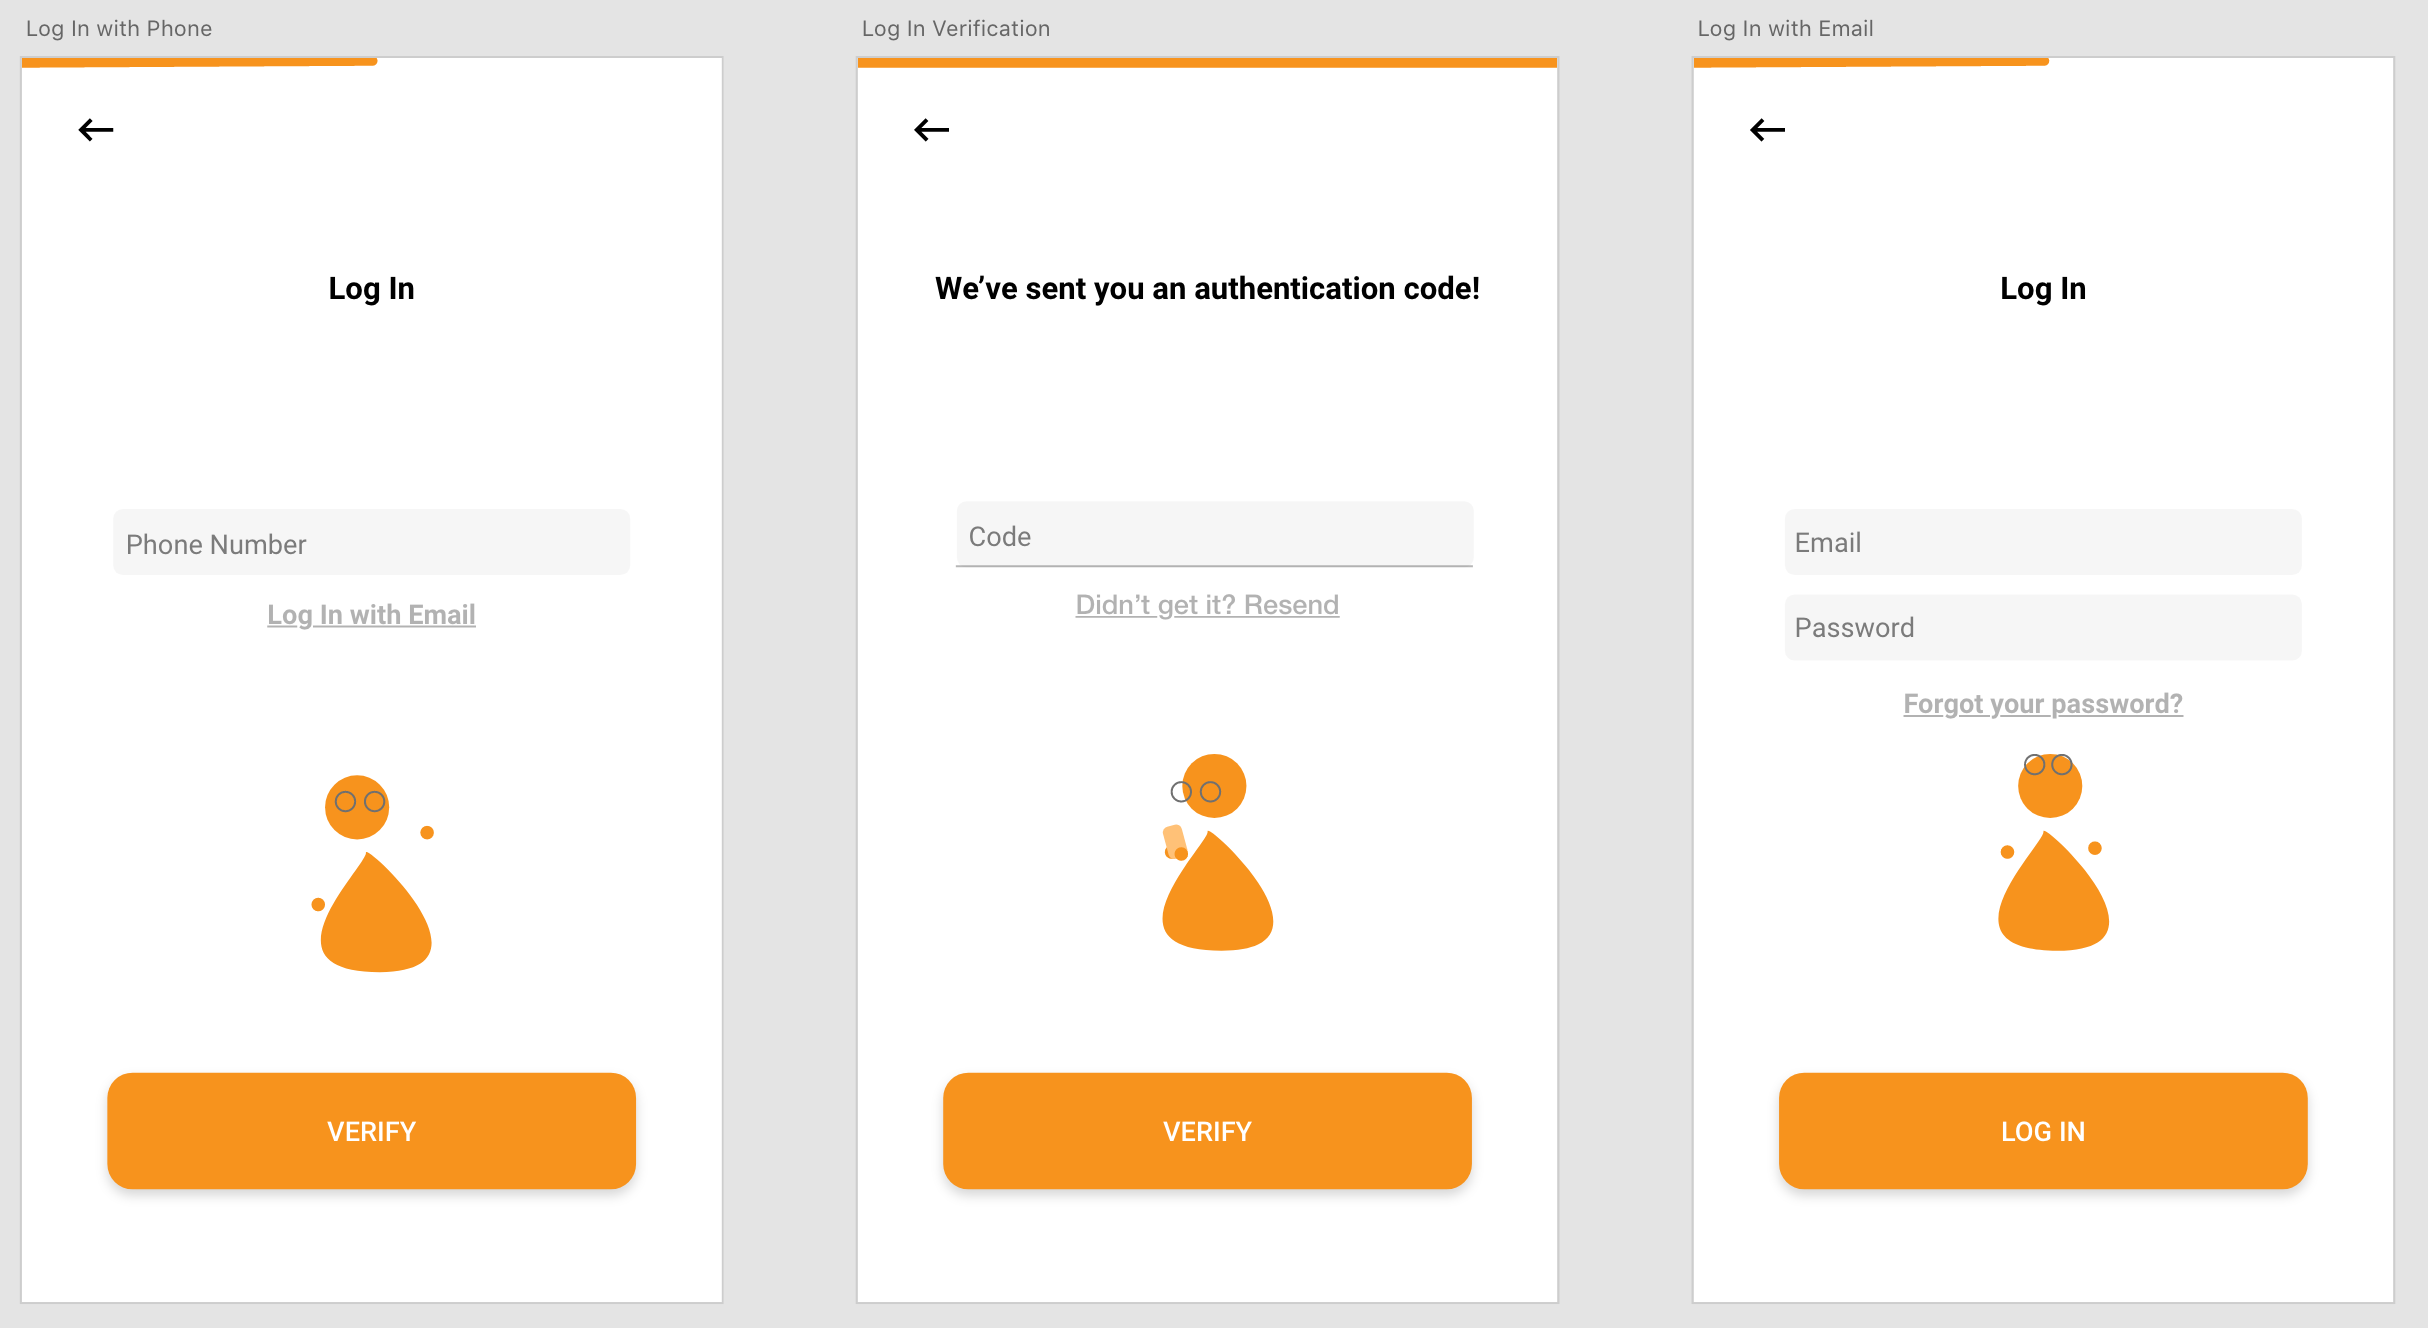 Log In with Phone
Log In
Phone Number
Log In with Email
VERIFY
Log In Verification
We've sent you an authentication code!
Code
Didn't get it? Resend
VERIFY
Log In with Email
Log In
Email
Password
Forgot your password?
LOG IN